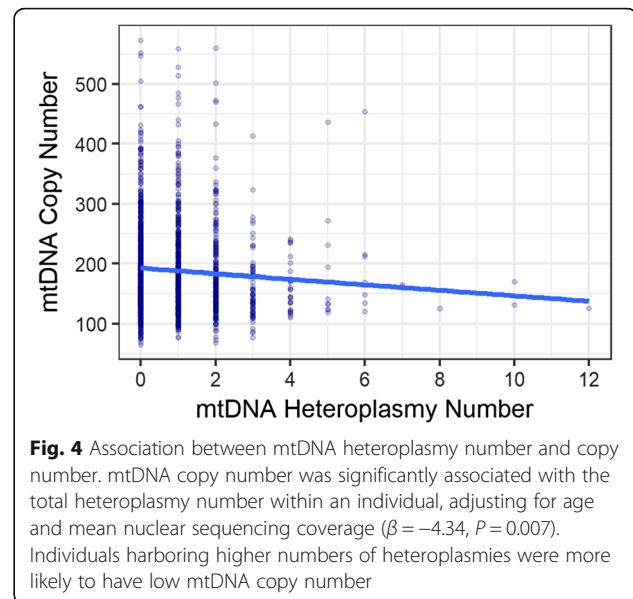 mtDNA Copy Number
500
400
300
200
100
0
2
4
6
8
10
12
mtDNA Heteroplasmy Number
Fig. 4 Association between mtDNA heteroplasmy number and copy
number. mtDNA copy number was significantly associated with the
total heteroplasmy number within an individual, adjusting for age
and mean nuclear sequencing coverage (β = −4.34, P = 0.007).
Individuals harboring higher numbers of heteroplasmies were more
likely to have low mtDNA copy number